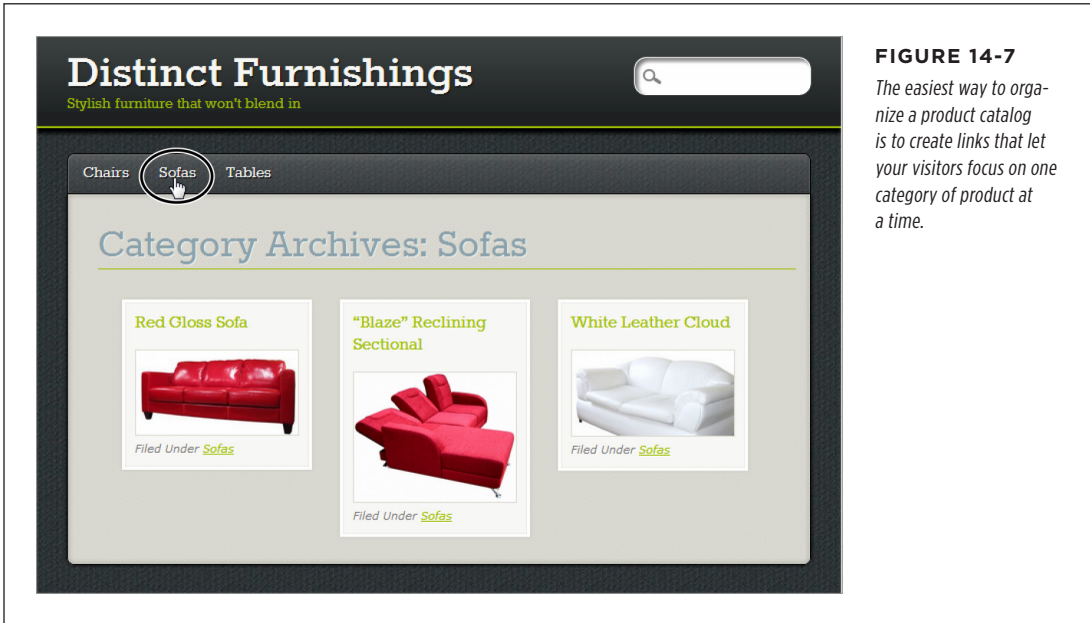 Distinct Furnishings
Stylish furniture that won't blend in
Chairs Sofas Tables
Category Archives: Sofas
Red Gloss Sofa
Filed Under Sofas
“Blaze” Reclining
Sectional
Filed Under Sofas
White Leather Cloud
Filed Under Sofas
FIGURE 14-7
The easiest way to orga-
nize a product catalog
is to create links that let
your visitors focus on one
category of product at
a time.